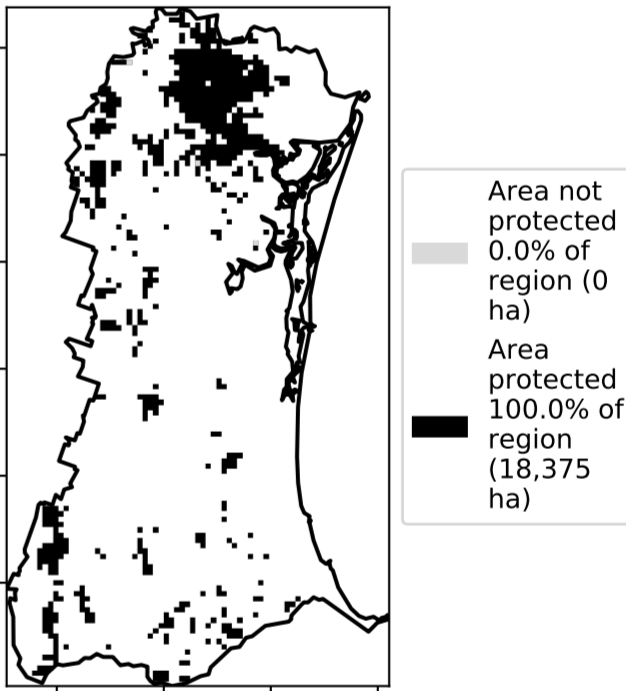 Area not
protected
0.0% of
region (0
ha)
Area
protected
100.0% of
region
(18,375
ha)